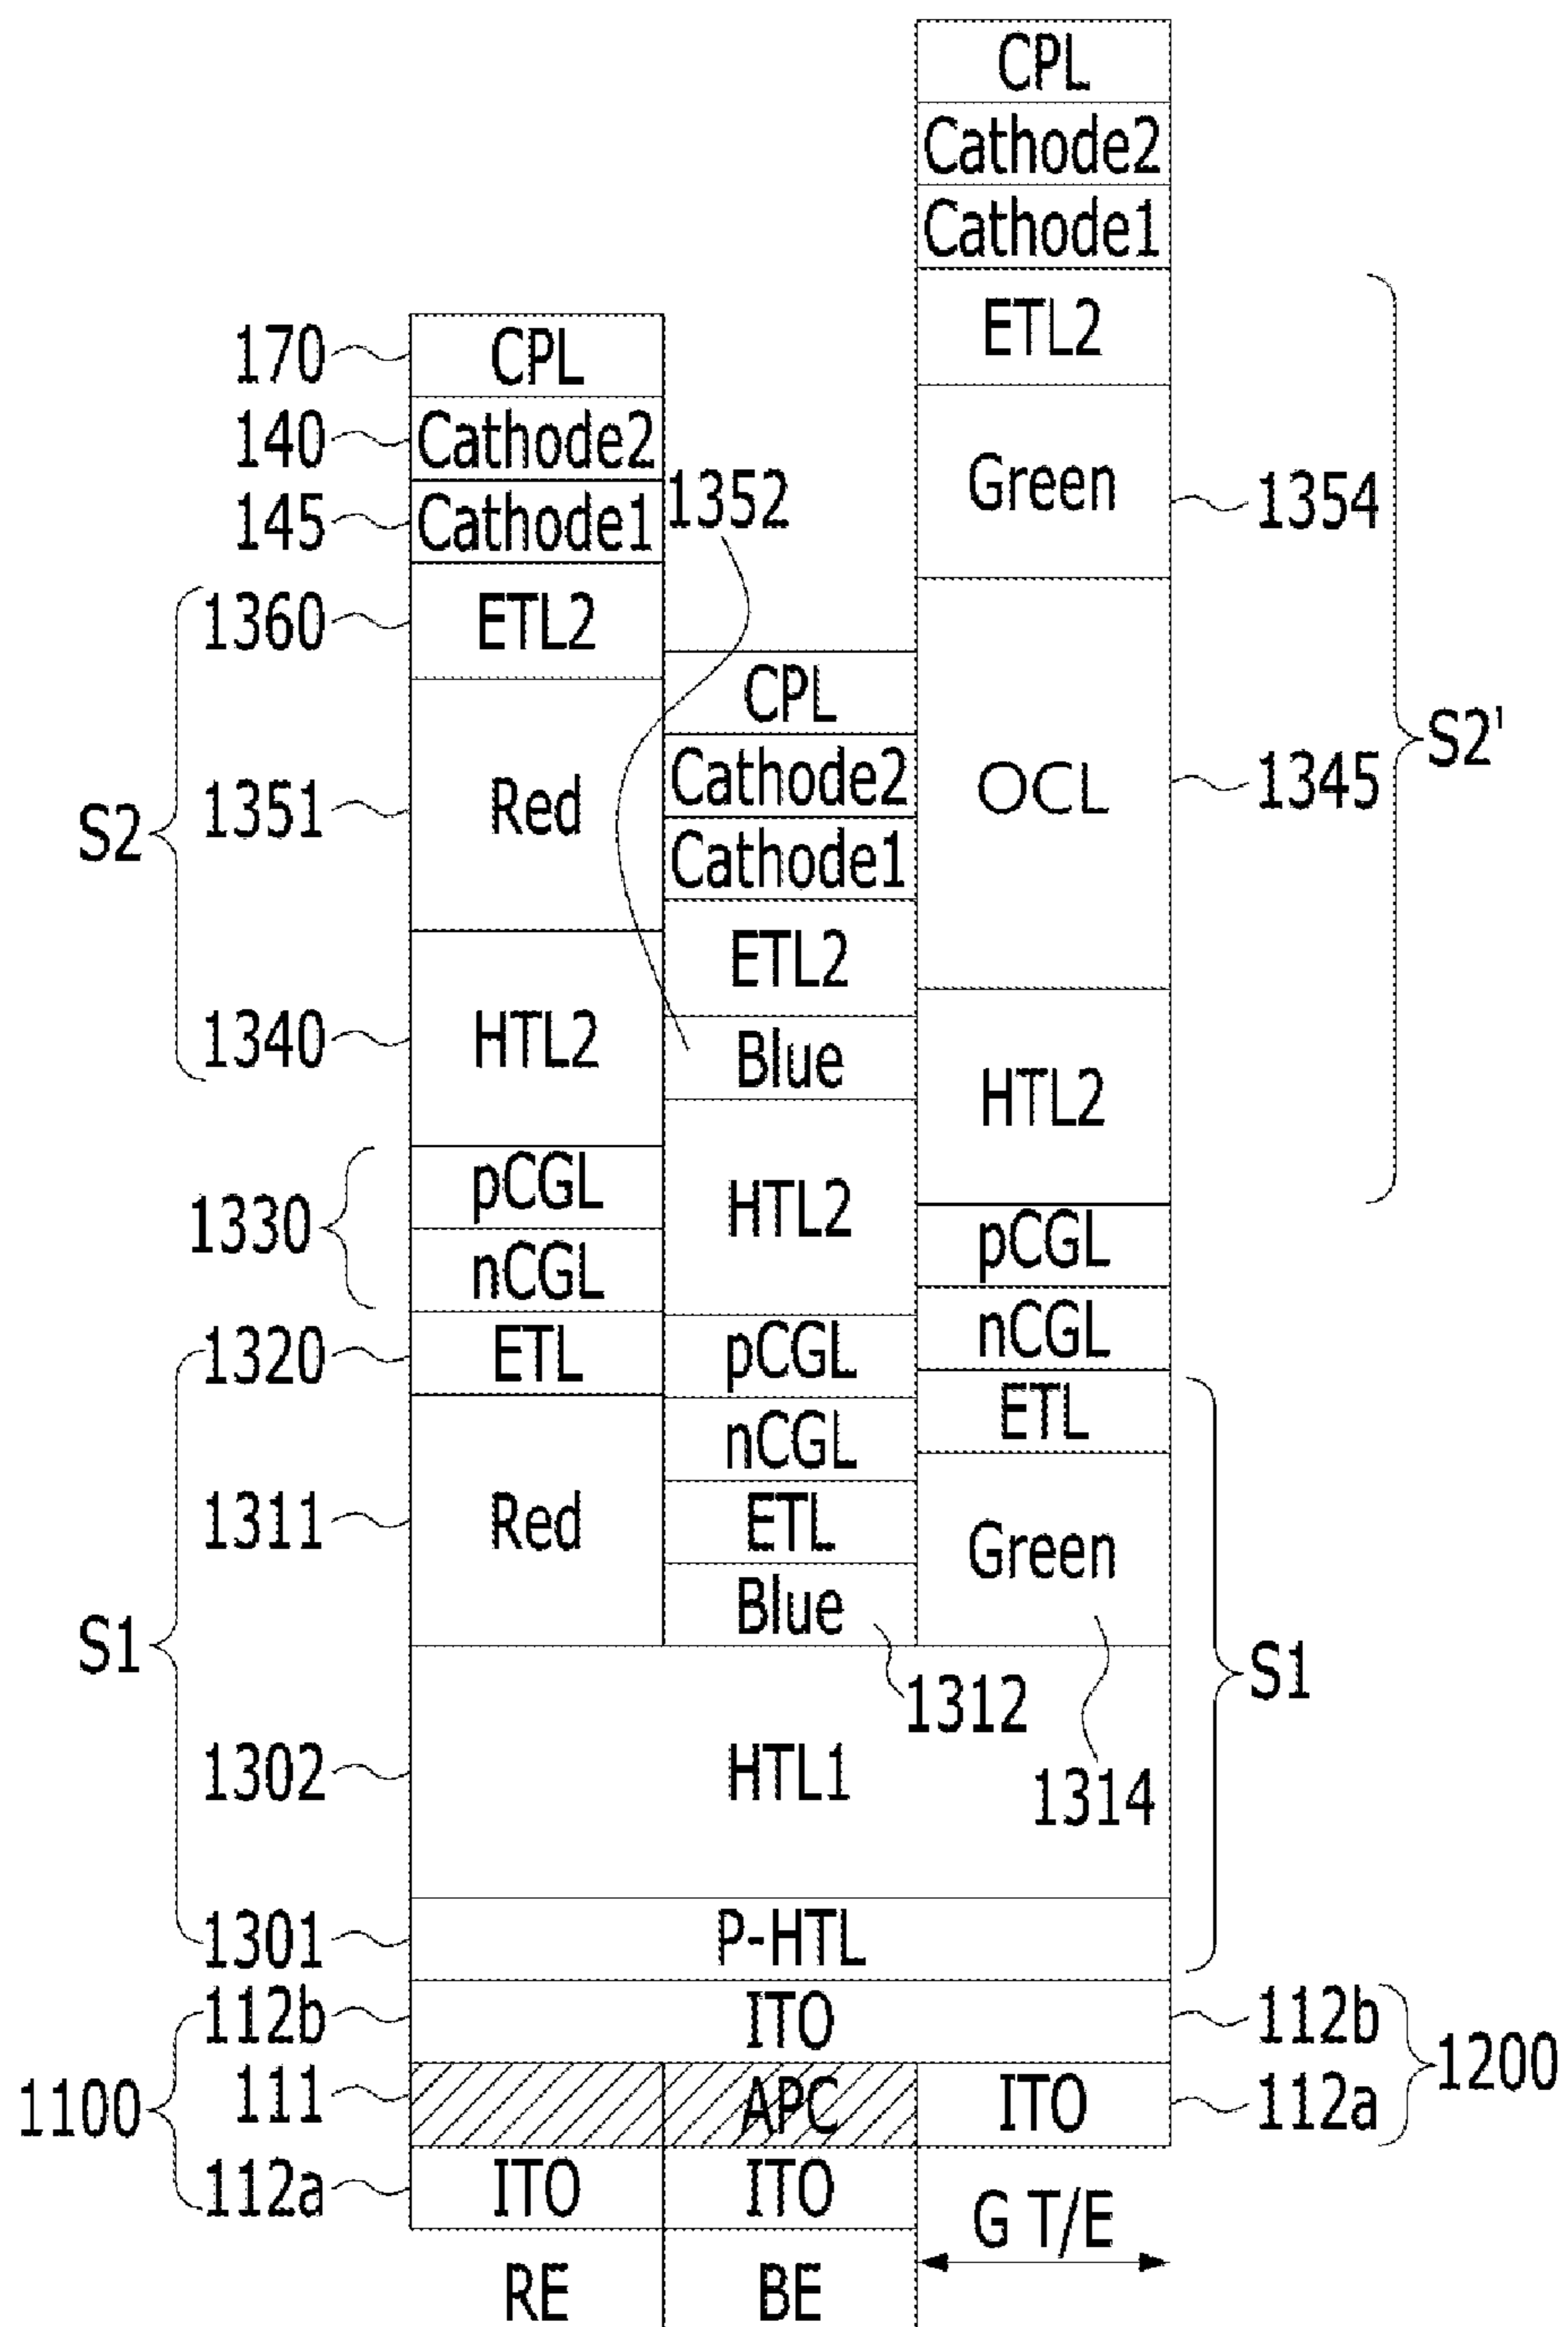 CPL
Cathode2
Cathode1
ETL2
170 CPL
140 Cathode2
145 Cathode1
1352
Green 1354
1360 ETL2
CPL
S2'
S2
1351 Red
Cathode2
OCL 1345
Cathode1
ETL2
1340 HTL2
Blue
HTL2
pCGL
1330
HTL2
pCGL
nCGL
nCGL
1320 ETL
pCGL
ETL
nCGL
1311 Red
ETL
Green
Blue
S1
S1
1312
1302 HTL1
1314
1301 P-HTL
112b ITO 112b
1100
1200
111 APC ITO 112a
112a ITO ITO
G T/E
RE BE